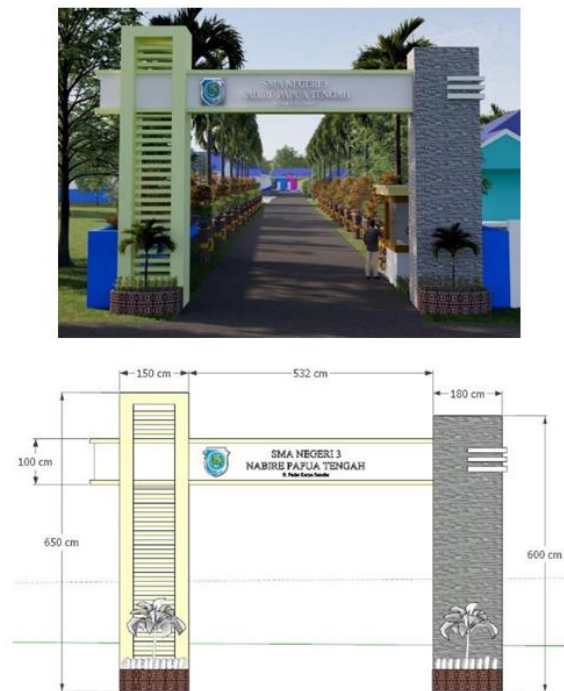 SMA NEGERI 3
NABIRE PAPUA TENGAH
150 cm
532 cm
180 cm
100 cm
SMA NEGERI 3
NABIRE PAPUA TENGAH
650 cm
600 cm